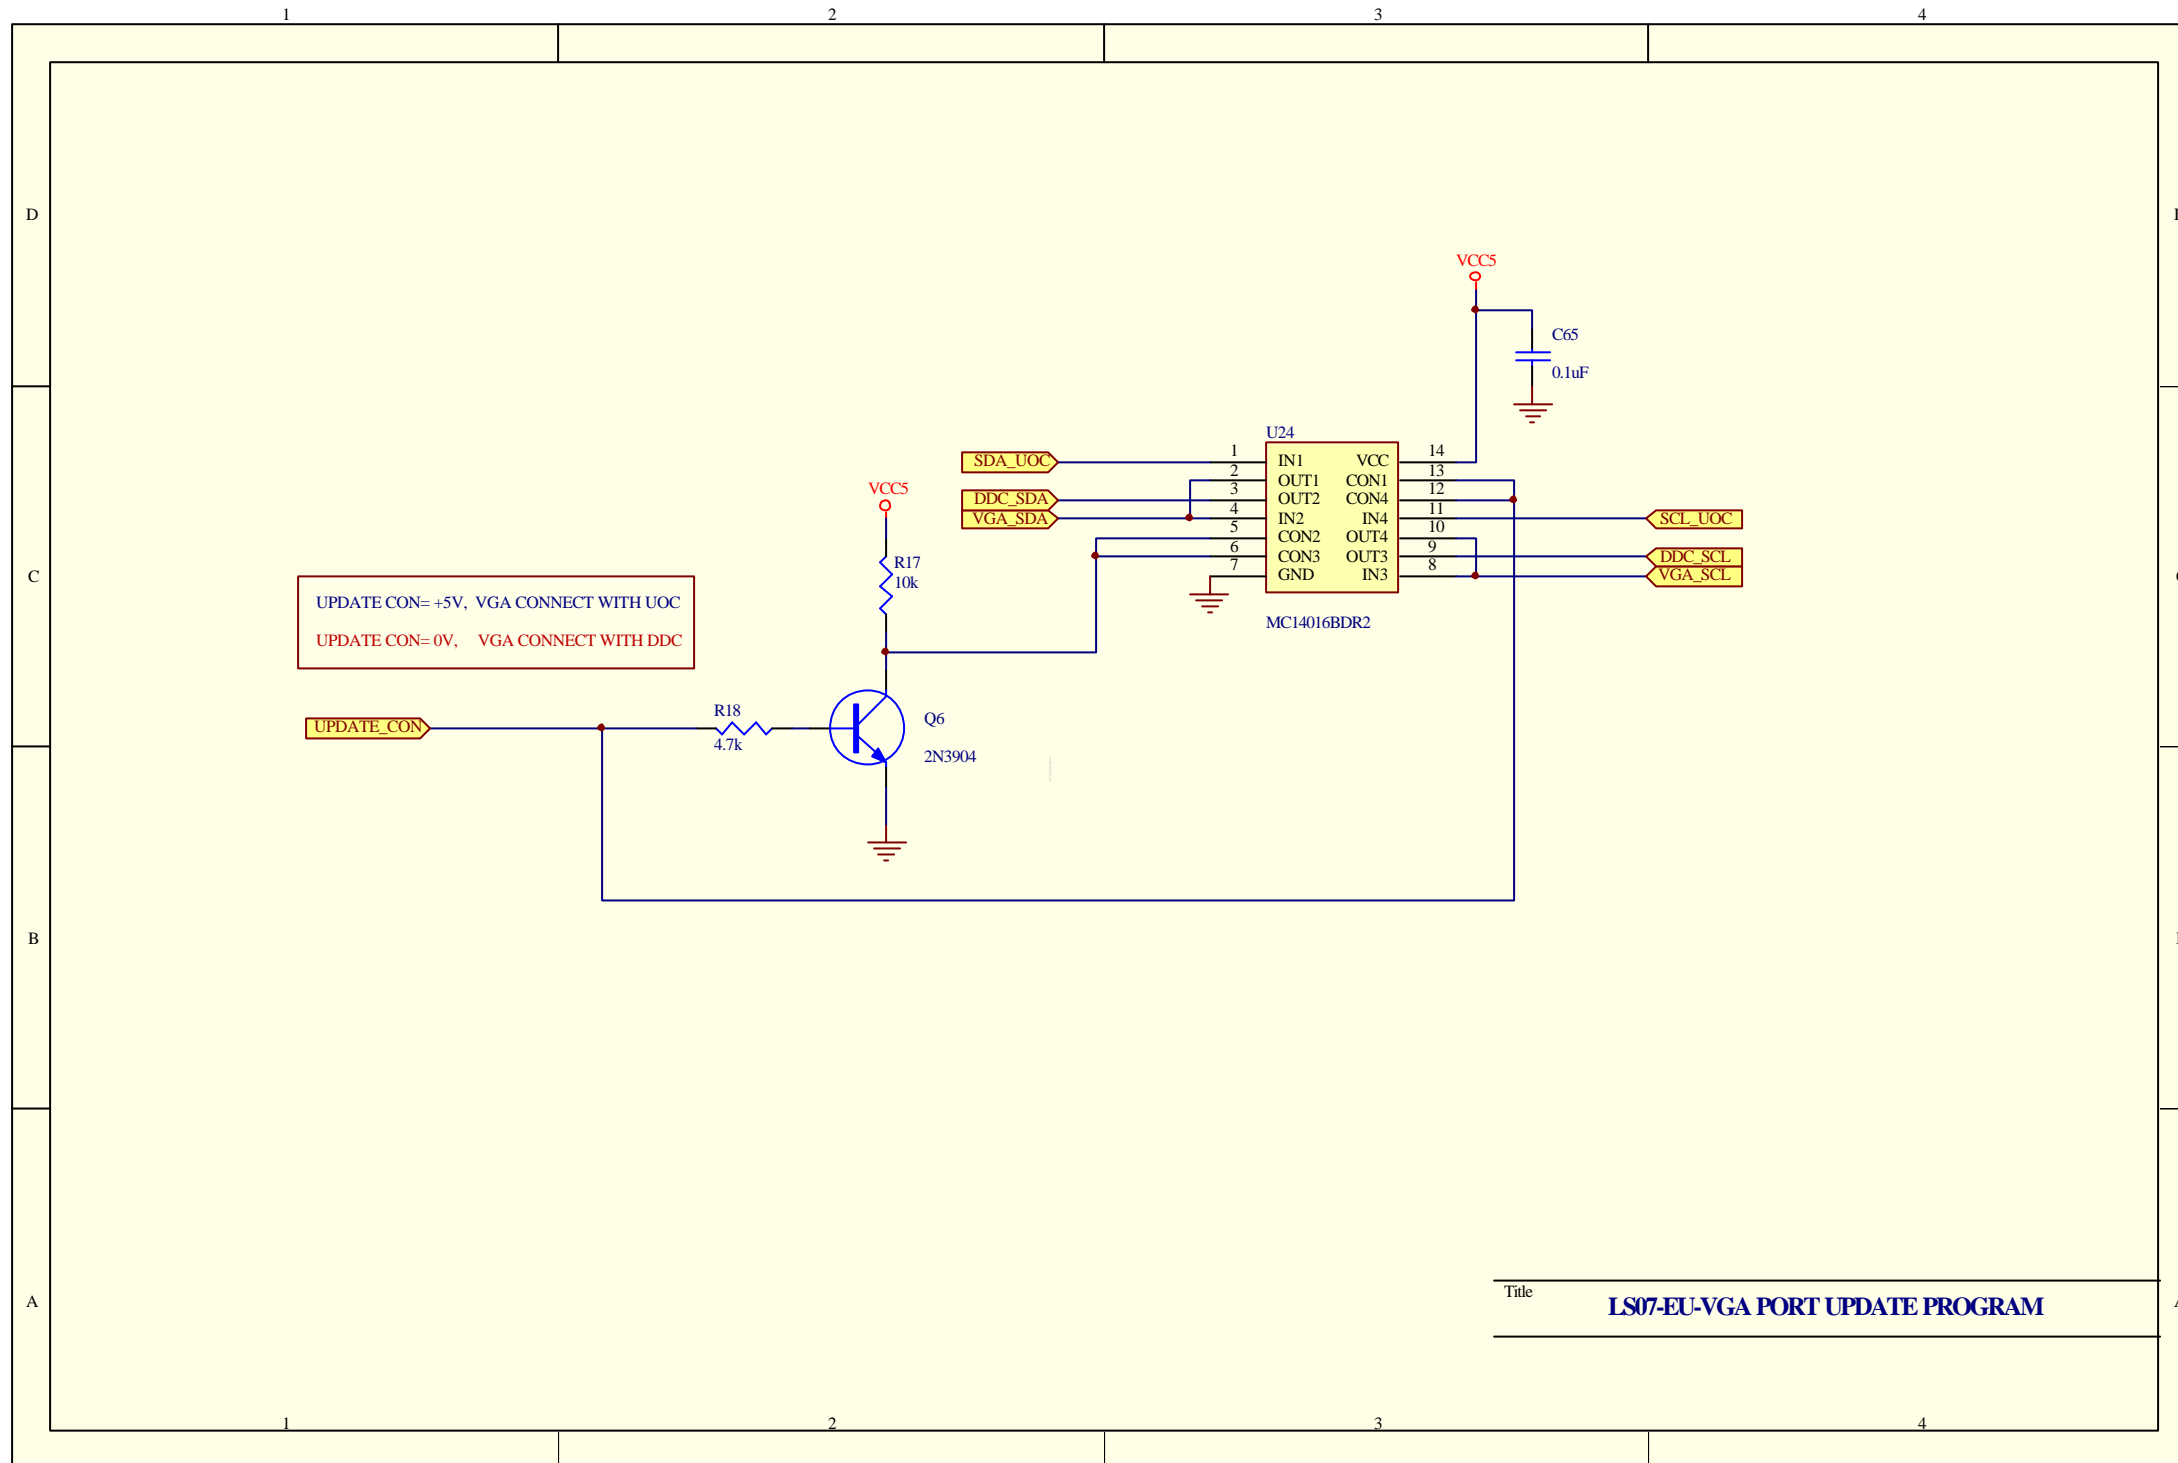 1 2 3 4
D
VCC5
C65
0.1uF
U24
SDA_UOC 1 IN1 VCC 14
2 OUT1 CON1 13
DDC_SDA 3 OUT2 CON4 12
VGA_SDA 4 IN2 IN4 11 SCL_UOC
5 CON2 OUT4 10
6 CON3 OUT3 9 DDC_SCL
7 GND IN3 8 VGA_SCL
MC14016BDR2
VCC5
R17
10k
C
UPDATE CON= +5V, VGA CONNECT WITH UOC
UPDATE CON= 0V, VGA CONNECT WITH DDC
UPDATE_CON
R18
4.7k
Q6
2N3904
B
A
Title
LS07-EU-VGA PORT UPDATE PROGRAM
1 2 3 4